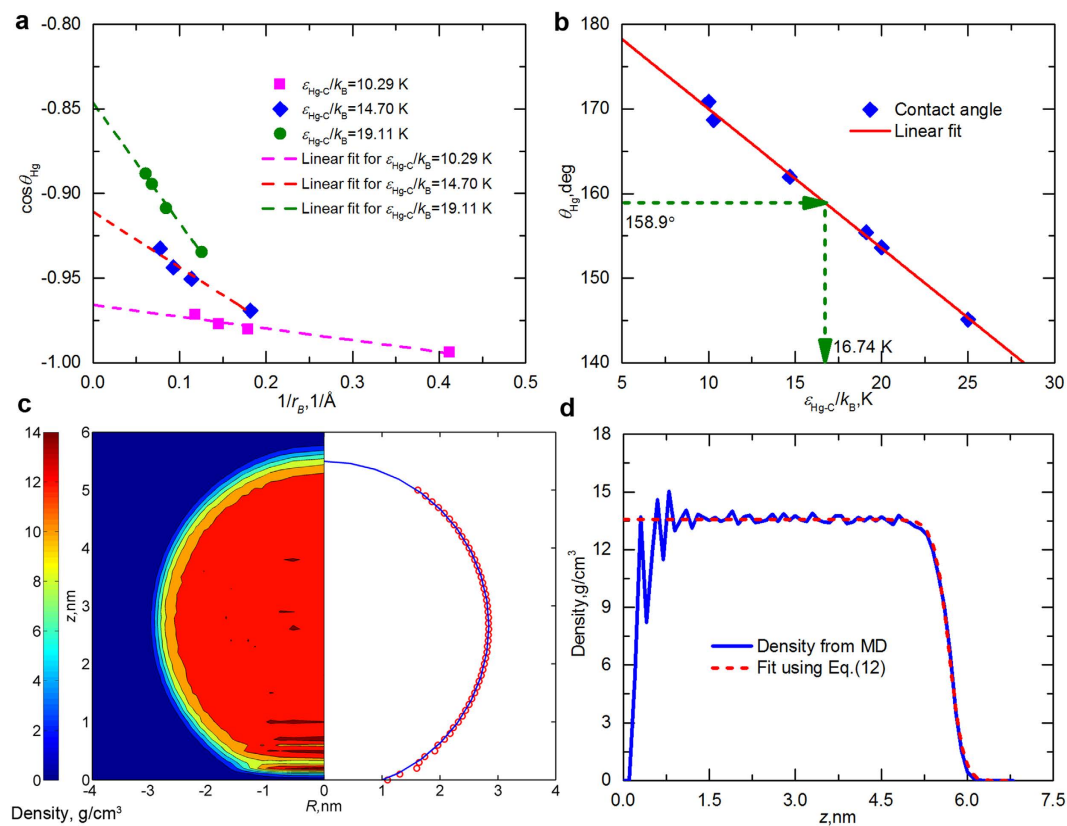 a
-0.80
-0.85
-0.90
-0.95
-1.00
cosθHg
εHg-C/kB=10.29 K
εHg-C/kB=14.70 K
εHg-C/kB=19.11 K
Linear fit for εHg-C/kB=10.29 K
Linear fit for εHg-C/kB=14.70 K
Linear fit for εHg-C/kB=19.11 K
0.0 0.1 0.2 0.3 0.4 0.5
1/rB,1/Å
b
180
170
160
150
140
θHg,deg
Contact angle
Linear fit
158.9°
16.74 K
5 10 15 20 25 30
εHg-C/kB,K
c
14
12
10
8
6
4
2
0
Density, g/cm³
6
5
4
3
2
1
0
z,nm
-4 -3 -2 -1 0 1 2 3 4
R,nm
d
18
15
12
9
6
3
0
Density,g/cm³
Density from MD
Fit using Eq.(12)
0.0 1.5 3.0 4.5 6.0 7.5
z,nm